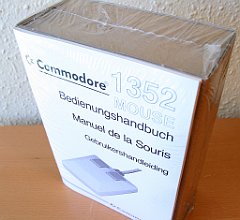 Commodore
1352
MOUSE
Bedienungshandbuch
Manuel de la Souris
Gebruikershandleiding